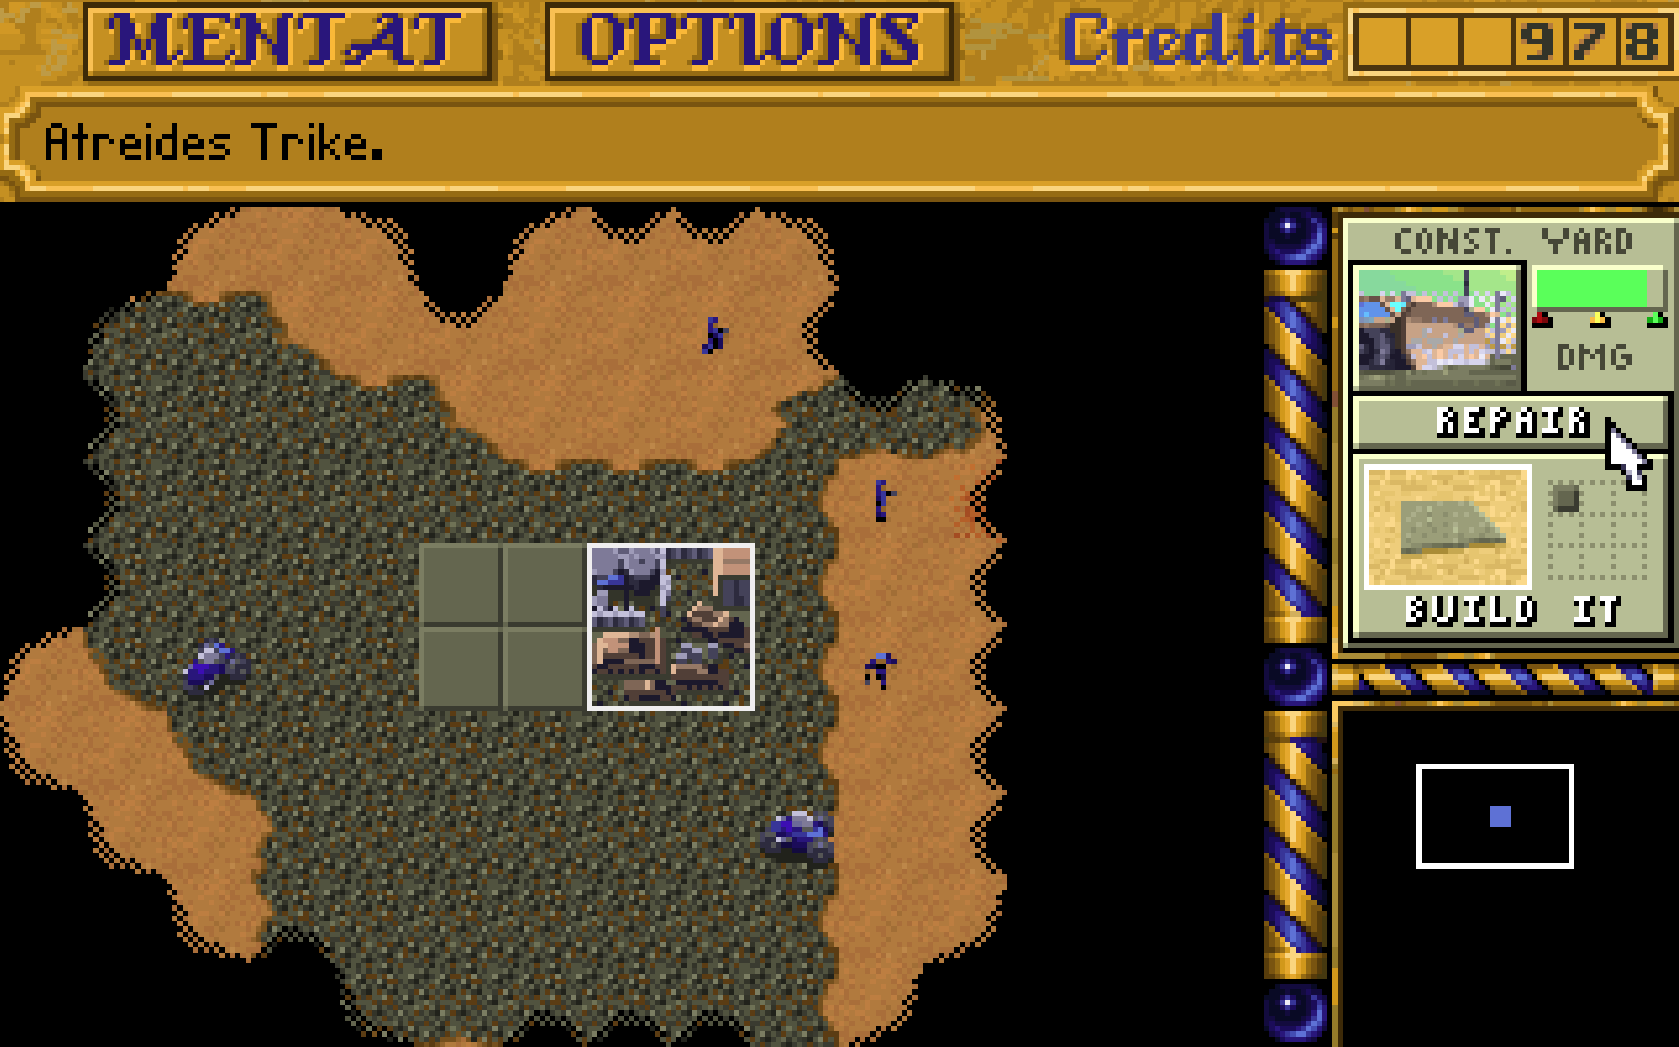 MENTAT OPTIONS Credits 978
Atreides Trike.
CONST. YARD
DMG
REPAIR
BUILD IT